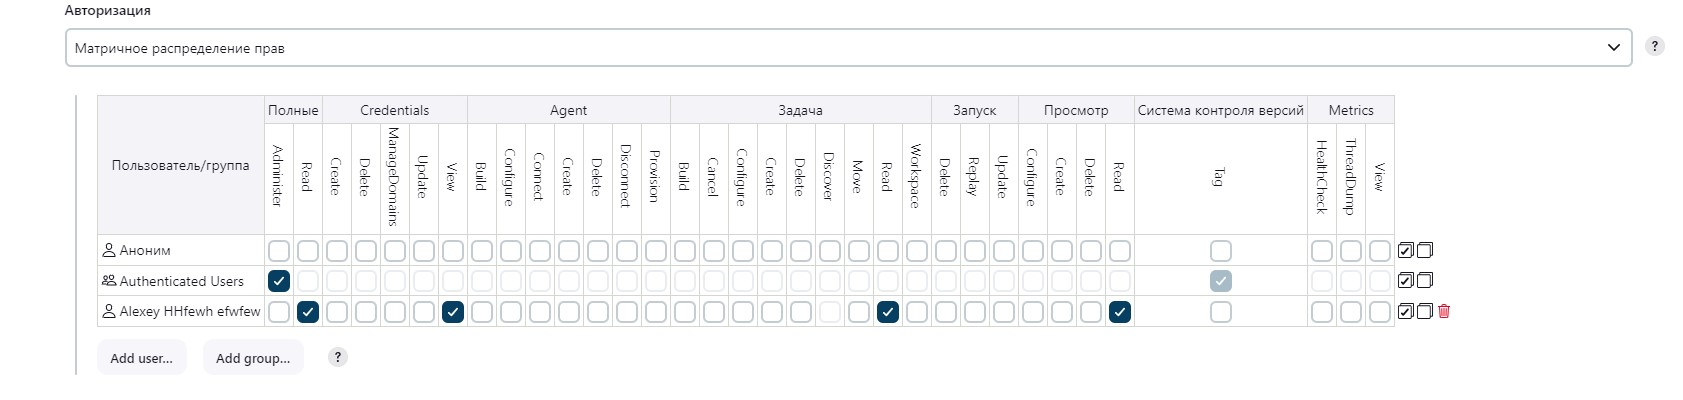 Авторизация
Матричное распределение прав
?
Пользователь/группа
Полные Credentials Agent Задача Запуск Просмотр Система контроля версий Metrics
Administer Read Create Delete ManageDomains Update View Build Configure Connect Create Delete Disconnect Provision Build Cancel Configure Create Delete Discover Move Read Workspace Delete Replay Update Configure Create Delete Read Tag HealthCheck ThreadDump View
Аноним
Authenticated Users
Alexey HHfewh efwfew
Add user... Add group... ?